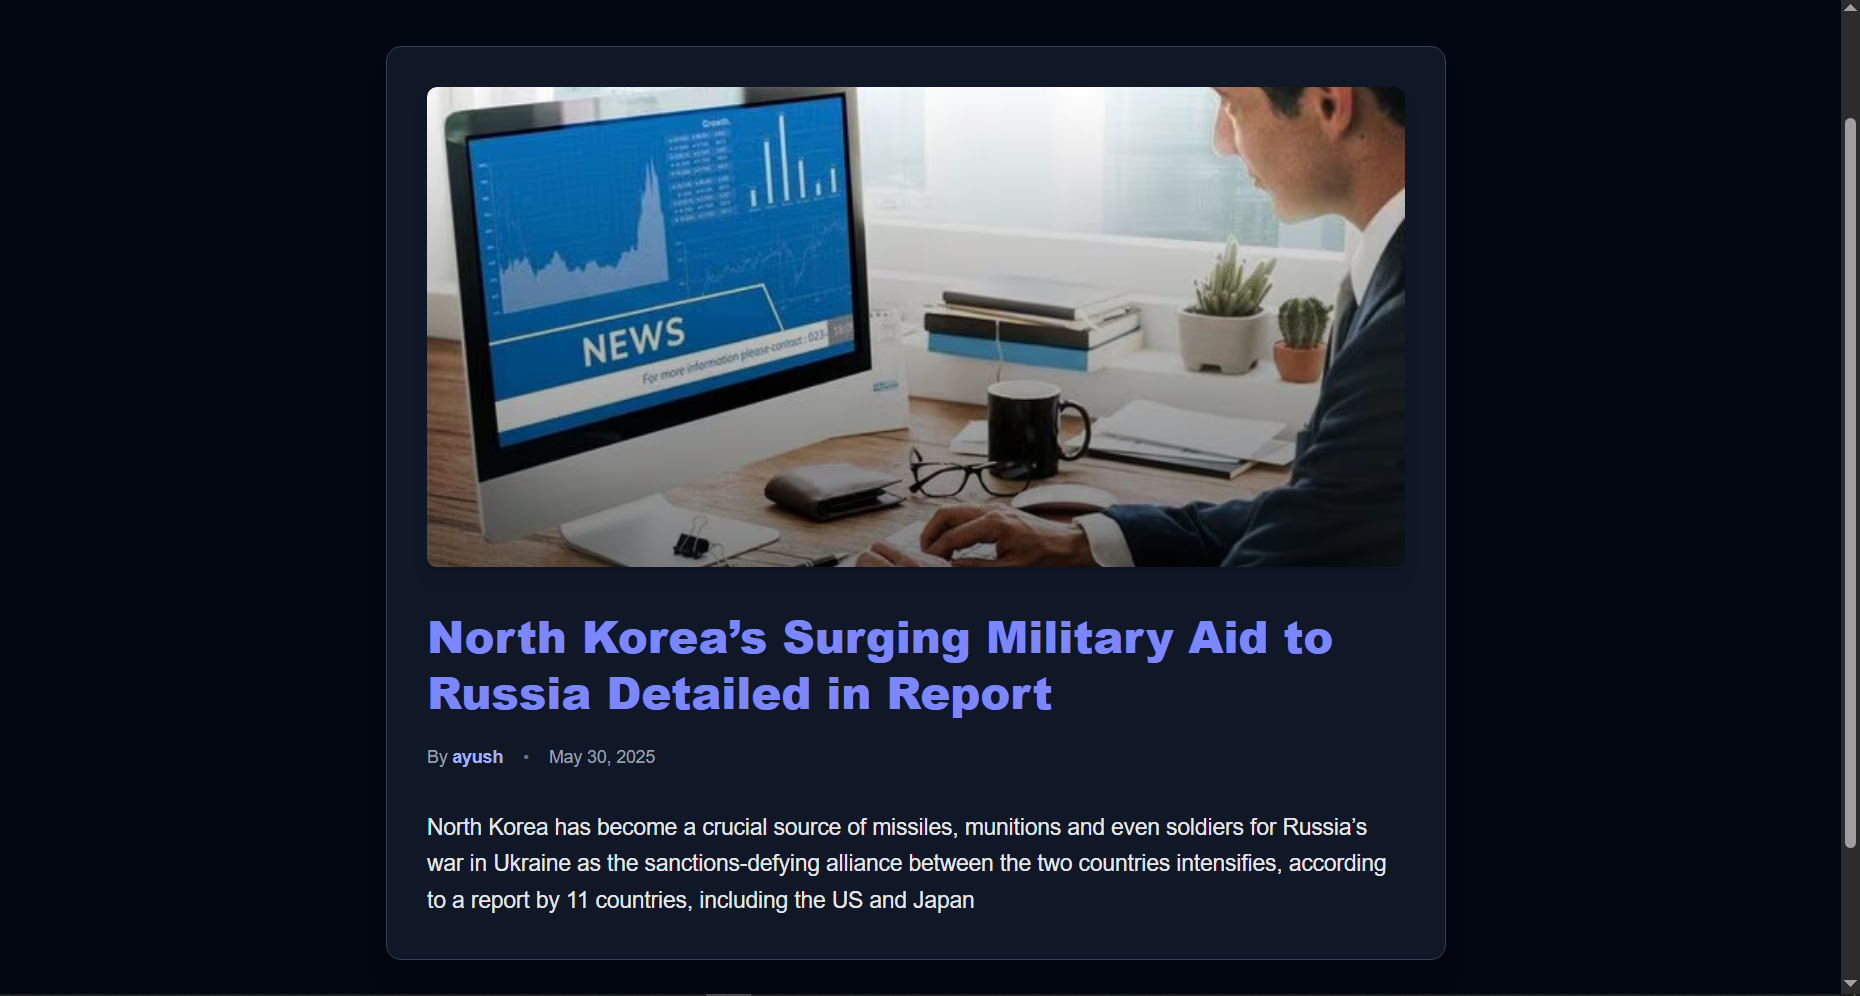 Growth.
NEWS
For more information please contact : 023-
North Korea’s Surging Military Aid to
Russia Detailed in Report
By ayush • May 30, 2025
North Korea has become a crucial source of missiles, munitions and even soldiers for Russia’s
war in Ukraine as the sanctions-defying alliance between the two countries intensifies, according
to a report by 11 countries, including the US and Japan